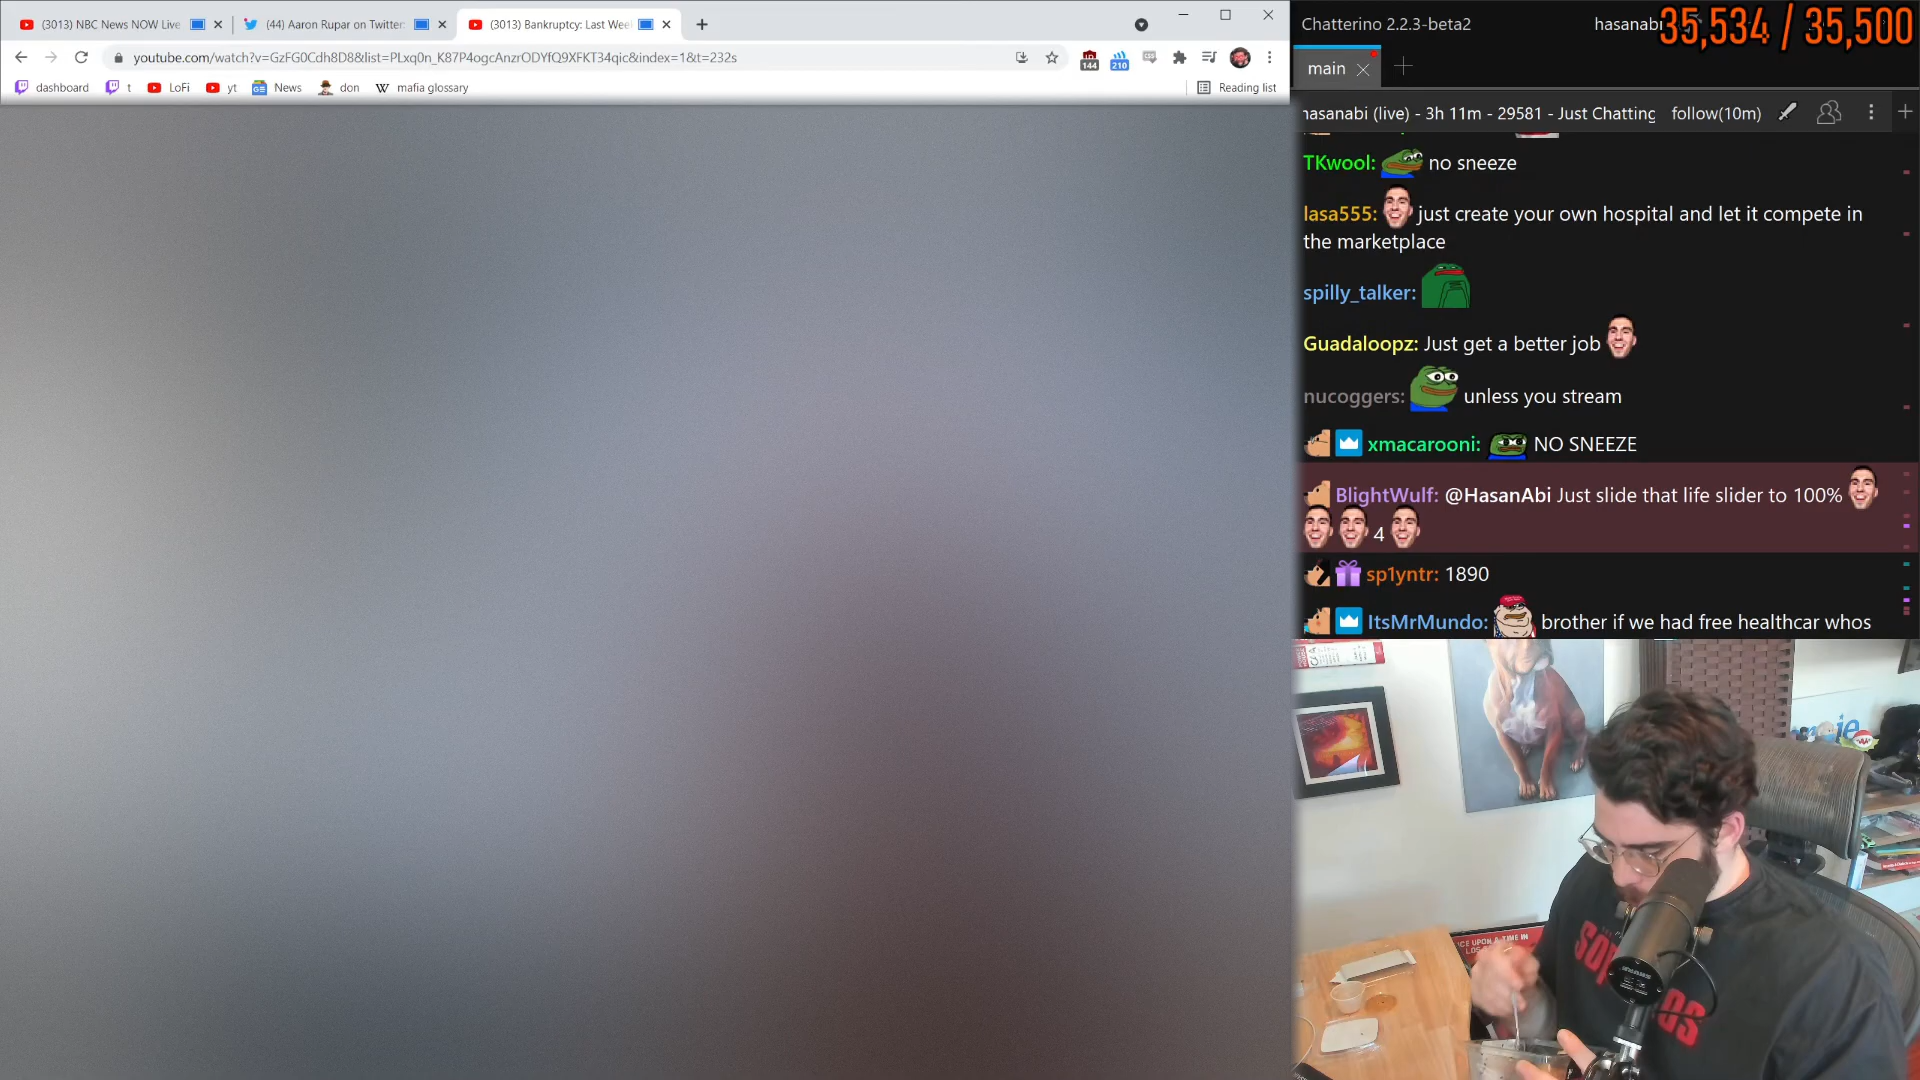 (3013) NBC News NOW Live
(44) Aaron Rupar on Twitter:
(3013) Bankruptcy: Last Wee
youtube.com/watch?v=GzFG0Cdh8D8&list=PLxq0n_K87P4ogcAnzrODYfQ9XFKT34qic&index=1&t=232s
144
210
dashboard
t
LoFi
yt
News
don
mafia glossary
Reading list
Chatterino 2.2.3-beta2
hasanabi
35,534 / 35,500
main
hasanabi (live) - 3h 11m - 29581 - Just Chatting
follow(10m)
TKwool: no sneeze
lasa555: just create your own hospital and let it compete in
the marketplace
spilly_talker:
Guadaloopz: Just get a better job
nucoggers: unless you stream
xmacarooni: NO SNEEZE
BlightWulf: @HasanAbi Just slide that life slider to 100%
4
sp1yntr: 1890
ItsMrMundo: brother if we had free healthcar whos